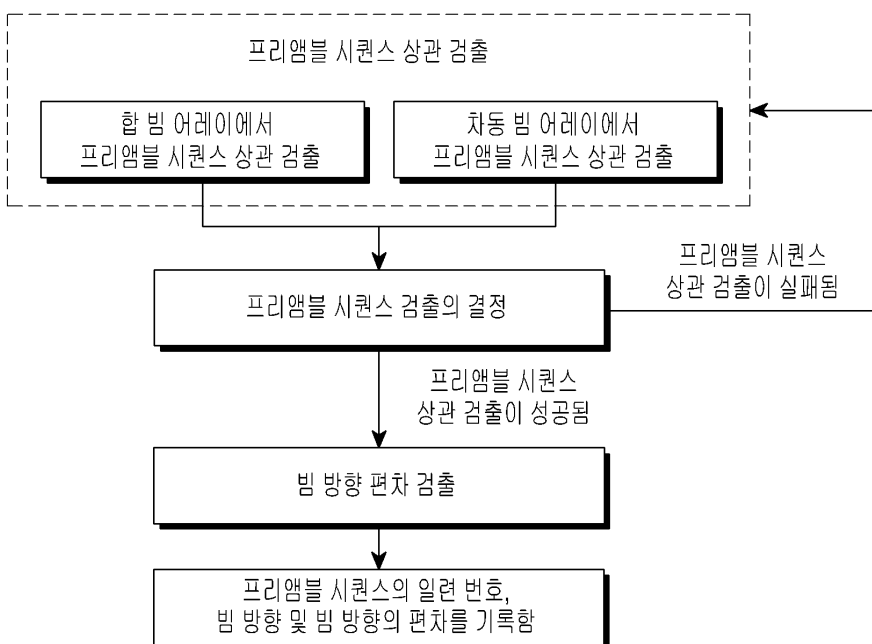 프리앰블 시퀀스 상관 검출
합 빔 어레이에서
프리앰블 시퀀스 상관 검출
차동 빔 어레이에서
프리앰블 시퀀스 상관 검출
프리앰블 시퀀스
상관 검출이 실패됨
프리앰블 시퀀스 검출의 결정
프리앰블 시퀀스
상관 검출이 성공됨
빔 방향 편차 검출
프리앰블 시퀀스의 일련 번호,
빔 방향 및 빔 방향의 편차를 기록함